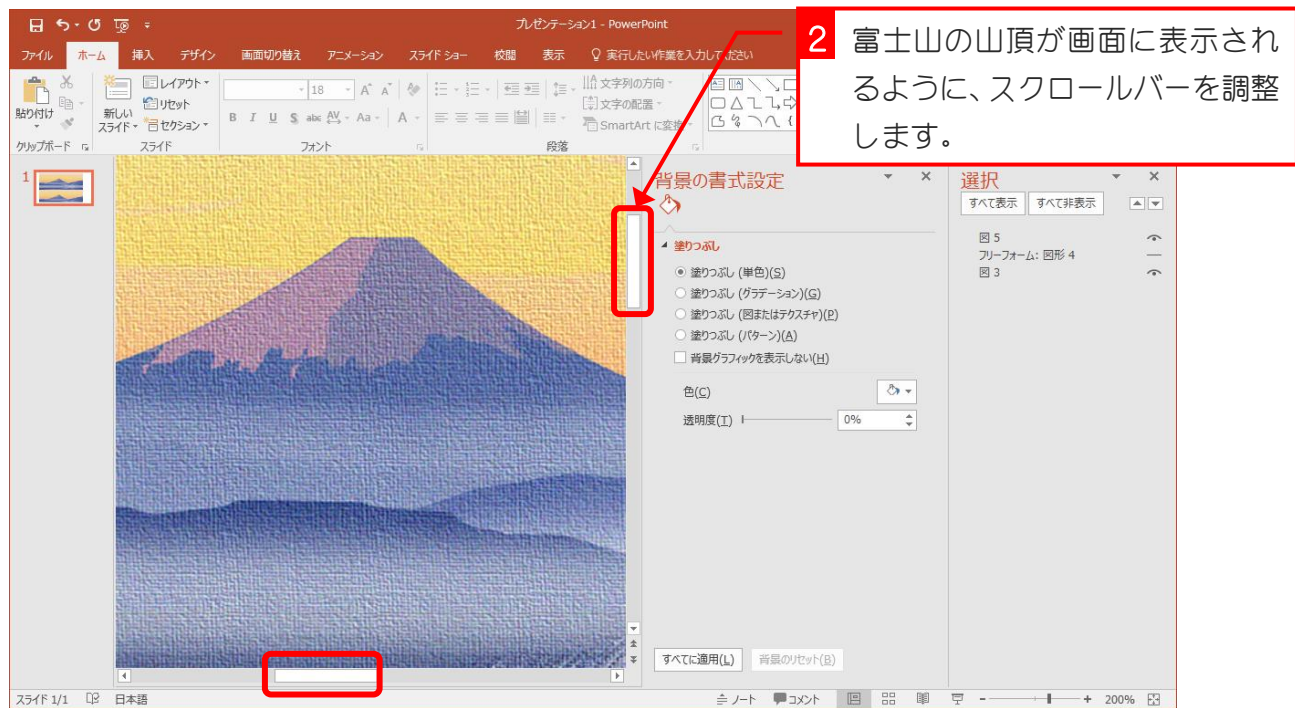 プレゼンテーション1 - PowerPoint
ファイル ホーム 挿入 デザイン 画面切り替え アニメーション スライド ショー 校閲 表示 実行したい作業を入力してください
2 富士山の山頂が画面に表示され
るように、スクロールバーを調整
します。
貼り付け
新しい
スライド
レイアウト
リセット
セクション
18
B I U S abc AV Aa A
文字列の方向
文字の配置
SmartArt に変換
クリップボード スライド フォント 段落
1
背景の書式設定
塗りつぶし
塗りつぶし (単色)(S)
塗りつぶし (グラデーション)(G)
塗りつぶし (図またはテクスチャ)(P)
塗りつぶし (パターン)(A)
背景グラフィックを表示しない(H)
色(C)
透明度(T) 0%
すべてに適用(L) 背景のリセット(B)
選択
すべて表示 すべて非表示
図 5
フリーフォーム: 図形 4
図 3
スライド 1/1 日本語 ノート コメント 200%